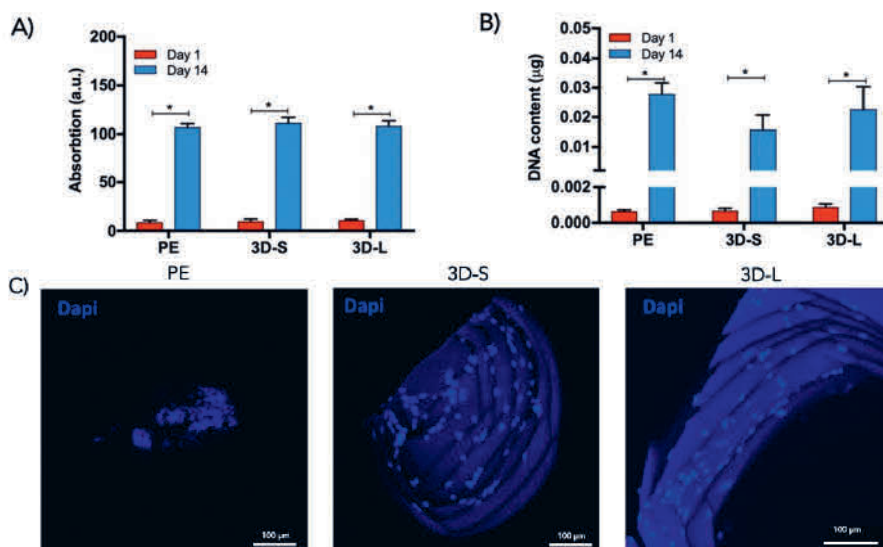 A)
Absorbtion (a.u.)
200
150
100
50
0
Day 1
Day 14
* * *
PE 3D-S 3D-L
B)
DNA content (µg)
0.05
0.04
0.03
0.02
0.01
0.002
0.000
Day 1
Day 14
* * *
PE 3D-S 3D-L
C)
PE 3D-S 3D-L
Dapi Dapi Dapi
100 µm 100 µm 100 µm